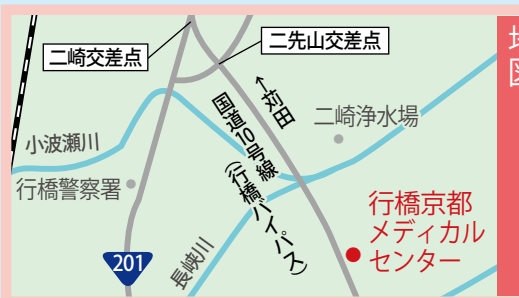 地図
二崎交差点
二先山交差点
←苅田
国道10号線
(行橋バイパス)
二崎浄水場
小波瀬川
行橋警察署
201
長峡川
行橋京都
メディカル
センター